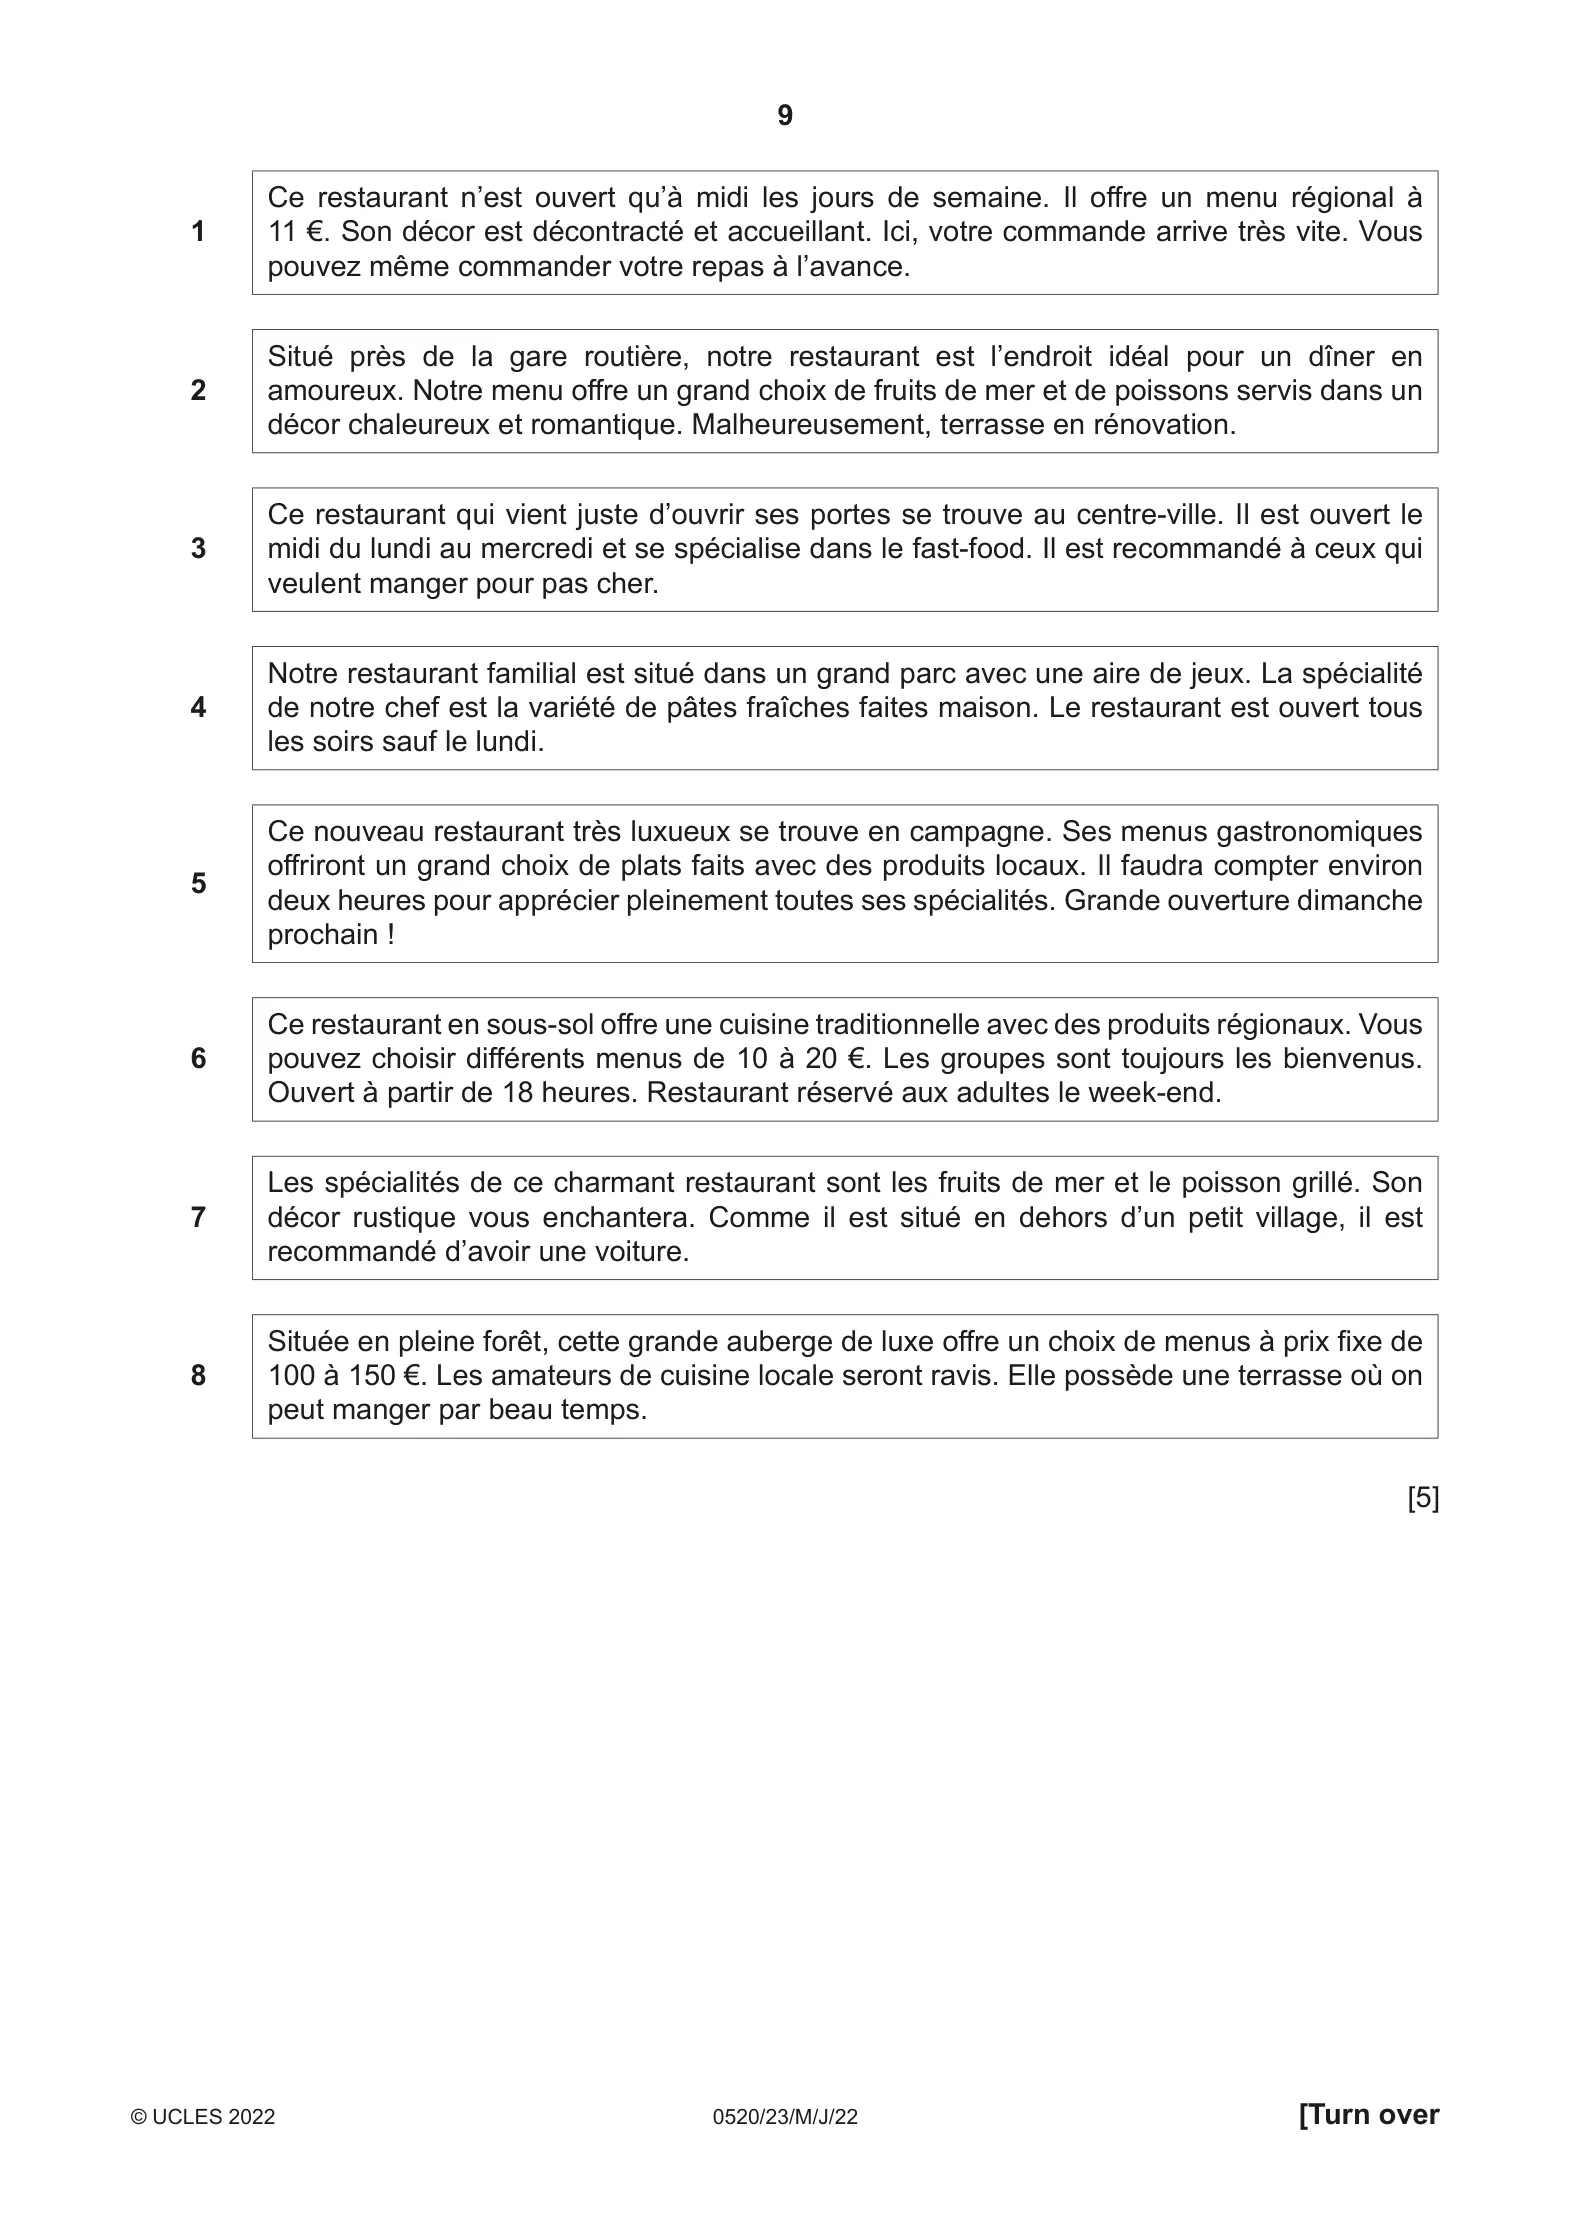 9
1
Ce restaurant n’est ouvert qu’à midi les jours de semaine. Il offre un menu régional à
11 €. Son décor est décontracté et accueillant. Ici, votre commande arrive très vite. Vous
pouvez même commander votre repas à l’avance.
2
Situé près de la gare routière, notre restaurant est l’endroit idéal pour un dîner en
amoureux. Notre menu offre un grand choix de fruits de mer et de poissons servis dans un
décor chaleureux et romantique. Malheureusement, terrasse en rénovation.
3
Ce restaurant qui vient juste d’ouvrir ses portes se trouve au centre-ville. Il est ouvert le
midi du lundi au mercredi et se spécialise dans le fast-food. Il est recommandé à ceux qui
veulent manger pour pas cher.
4
Notre restaurant familial est situé dans un grand parc avec une aire de jeux. La spécialité
de notre chef est la variété de pâtes fraîches faites maison. Le restaurant est ouvert tous
les soirs sauf le lundi.
5
Ce nouveau restaurant très luxueux se trouve en campagne. Ses menus gastronomiques
offriront un grand choix de plats faits avec des produits locaux. Il faudra compter environ
deux heures pour apprécier pleinement toutes ses spécialités. Grande ouverture dimanche
prochain !
6
Ce restaurant en sous-sol offre une cuisine traditionnelle avec des produits régionaux. Vous
pouvez choisir différents menus de 10 à 20 €. Les groupes sont toujours les bienvenus.
Ouvert à partir de 18 heures. Restaurant réservé aux adultes le week-end.
7
Les spécialités de ce charmant restaurant sont les fruits de mer et le poisson grillé. Son
décor rustique vous enchantera. Comme il est situé en dehors d’un petit village, il est
recommandé d’avoir une voiture.
8
Située en pleine forêt, cette grande auberge de luxe offre un choix de menus à prix fixe de
100 à 150 €. Les amateurs de cuisine locale seront ravis. Elle possède une terrasse où on
peut manger par beau temps.
[5]
© UCLES 2022
0520/23/M/J/22
[Turn over